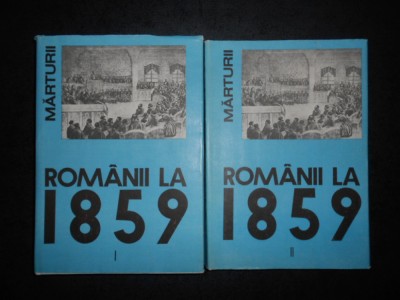 MĂRTURII
ROMÂNII LA
1859
I
MĂRTURII
ROMÂNII LA
1859
II